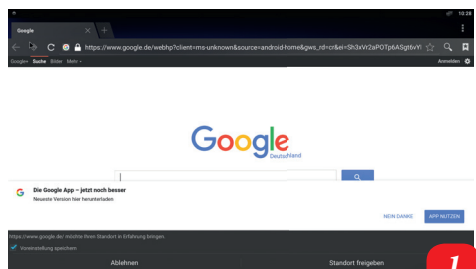 10:28
Google
https://www.google.de/webhp?client=ms-unknown&source=android-home&gws_rd=cr&ei=Sh3xVr2aPOTp6ASgt6vYI
Google+ Suche Bilder Mehr
Anmelden
Google
Deutschland
Die Google App – jetzt noch besser
Neueste Version hier herunterladen
NEIN DANKE APP NUTZEN
https://www.google.de/ möchte Ihren Standort in Erfahrung bringen.
Voreinstellung speichern
Ablehnen Standort freigeben
1